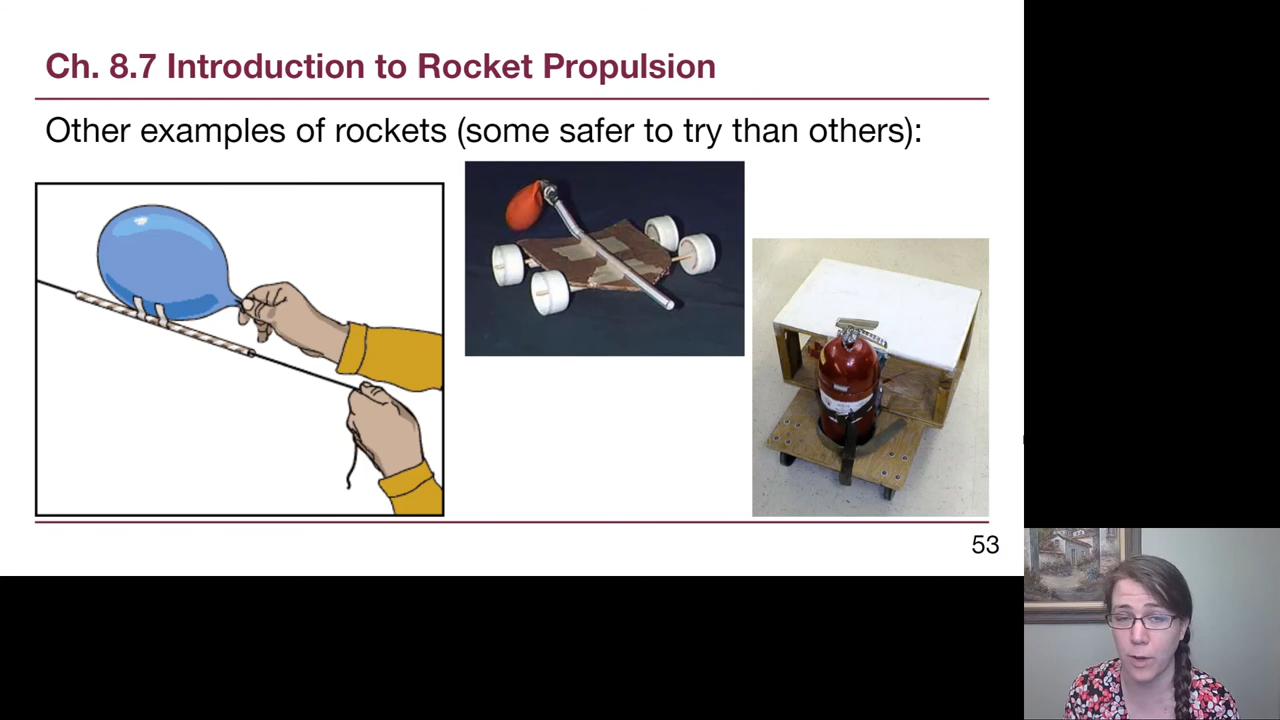 Ch. 8.7 Introduction to Rocket Propulsion
Other examples of rockets (some safer to try than others):
53